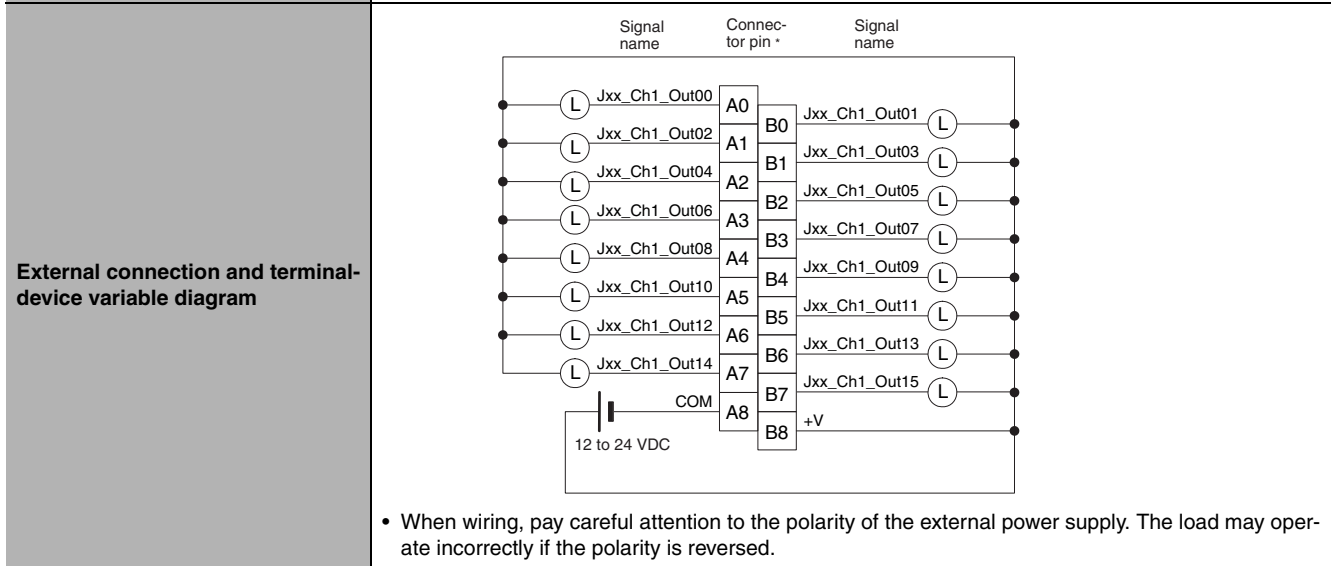 External connection and terminal-
device variable diagram
Signal name
Connec-
tor pin *
Signal name
L Jxx_Ch1_Out00 A0
B0 Jxx_Ch1_Out01 L
L Jxx_Ch1_Out02 A1
B1 Jxx_Ch1_Out03 L
L Jxx_Ch1_Out04 A2
B2 Jxx_Ch1_Out05 L
L Jxx_Ch1_Out06 A3
B3 Jxx_Ch1_Out07 L
L Jxx_Ch1_Out08 A4
B4 Jxx_Ch1_Out09 L
L Jxx_Ch1_Out10 A5
B5 Jxx_Ch1_Out11 L
L Jxx_Ch1_Out12 A6
B6 Jxx_Ch1_Out13 L
L Jxx_Ch1_Out14 A7
B7 Jxx_Ch1_Out15 L
COM A8
B8 +V
12 to 24 VDC
• When wiring, pay careful attention to the polarity of the external power supply. The load may oper-
ate incorrectly if the polarity is reversed.